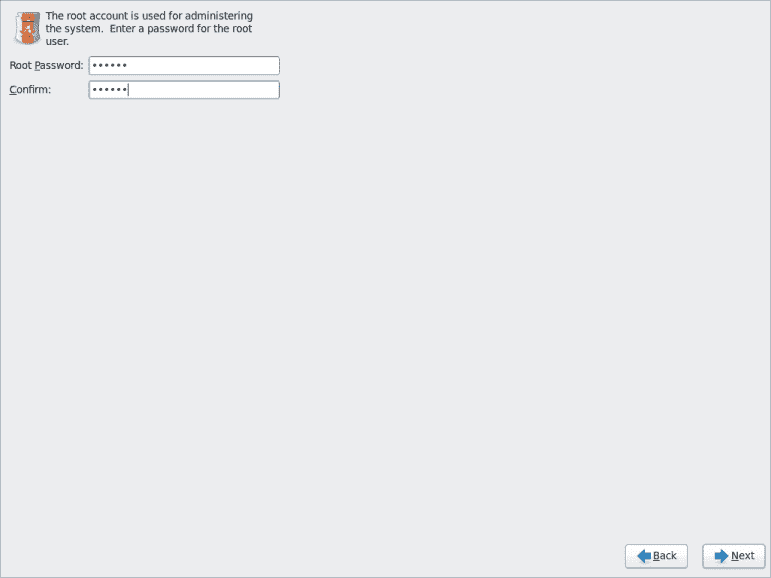 The root account is used for administering
the system.  Enter a password for the root
user.
Root Password: ••••••
Confirm: ••••••
Back Next